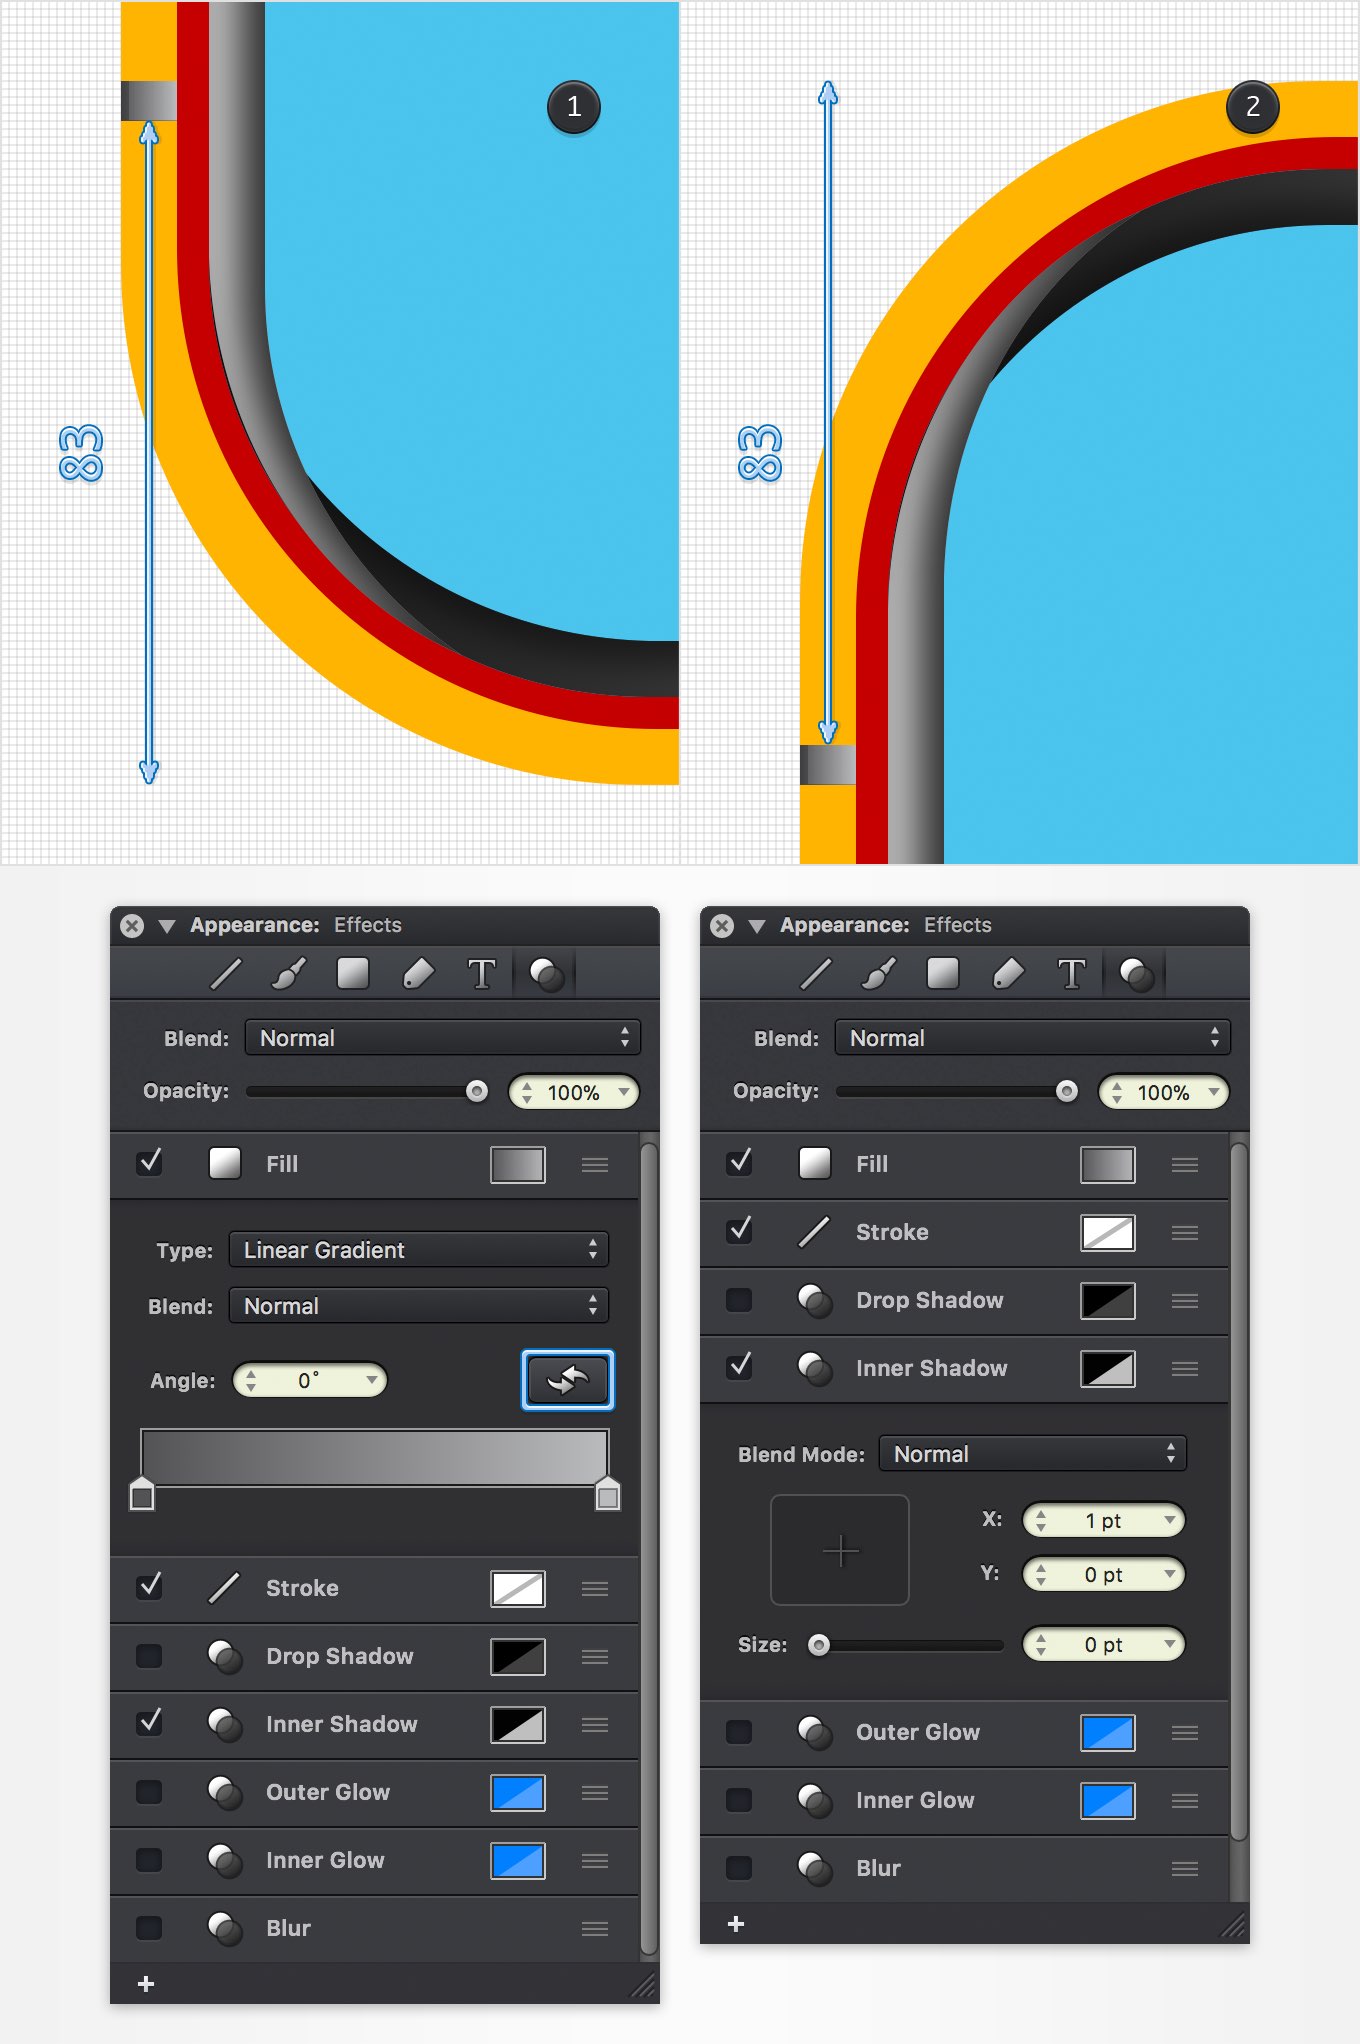 1
2
83
83
Appearance: Effects
T
Blend: Normal
Opacity: 100%
Fill
Type: Linear Gradient
Blend: Normal
Angle: 0°
Stroke
Drop Shadow
Inner Shadow
Outer Glow
Inner Glow
Blur
+
Appearance: Effects
T
Blend: Normal
Opacity: 100%
Fill
Stroke
Drop Shadow
Inner Shadow
Blend Mode: Normal
X: 1 pt
Y: 0 pt
Size: 0 pt
Outer Glow
Inner Glow
Blur
+